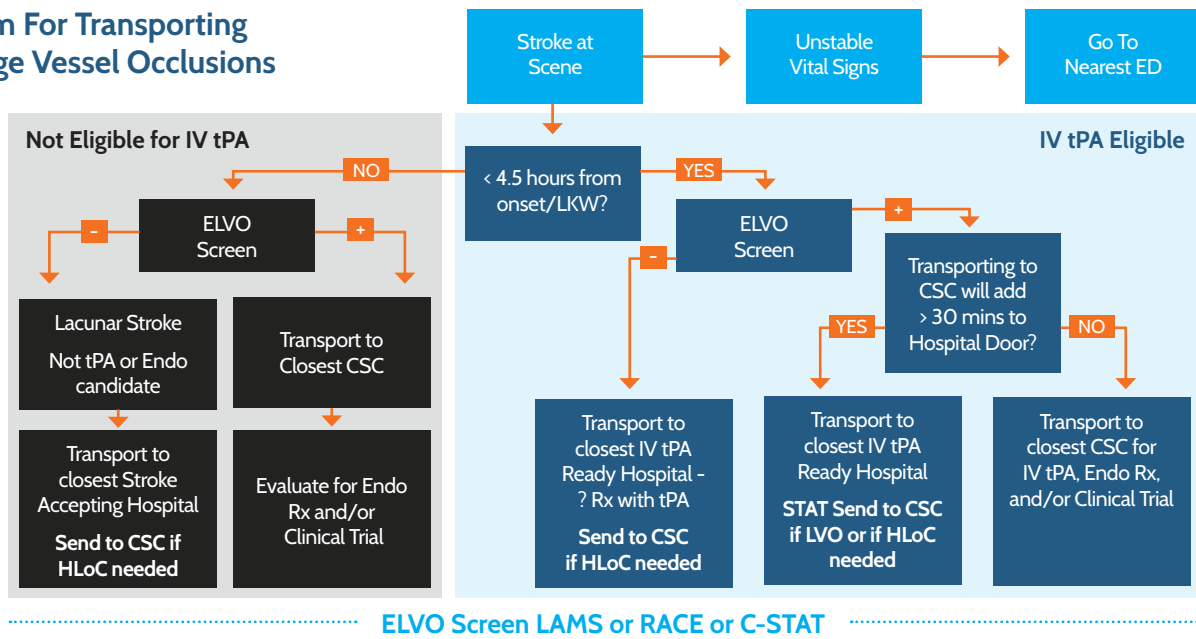 For Transporting
Vessel Occlusions
Stroke at
Scene
Unstable
Vital Signs
Go To
Nearest ED
Not Eligible for IV tPA
IV tPA Eligible
< 4.5 hours from
onset/LKW?
NO
YES
ELVO
Screen
-
+
ELVO
Screen
-
+
Lacunar Stroke
Not tPA or Endo
candidate
Transport to
Closest CSC
Transporting to
CSC will add
> 30 mins to
Hospital Door?
YES
NO
Transport to
closest Stroke
Accepting Hospital
Send to CSC if
HLoC needed
Evaluate for Endo
Rx and/or
Clinical Trial
Transport to
closest IV tPA
Ready Hospital –
? Rx with tPA
Send to CSC
if HLoC needed
Transport to
closest IV tPA
Ready Hospital
STAT Send to CSC
if LVO or if HLoC
needed
Transport to
closest CSC for
IV tPA, Endo Rx,
and/or Clinical Trial
ELVO Screen LAMS or RACE or C-STAT